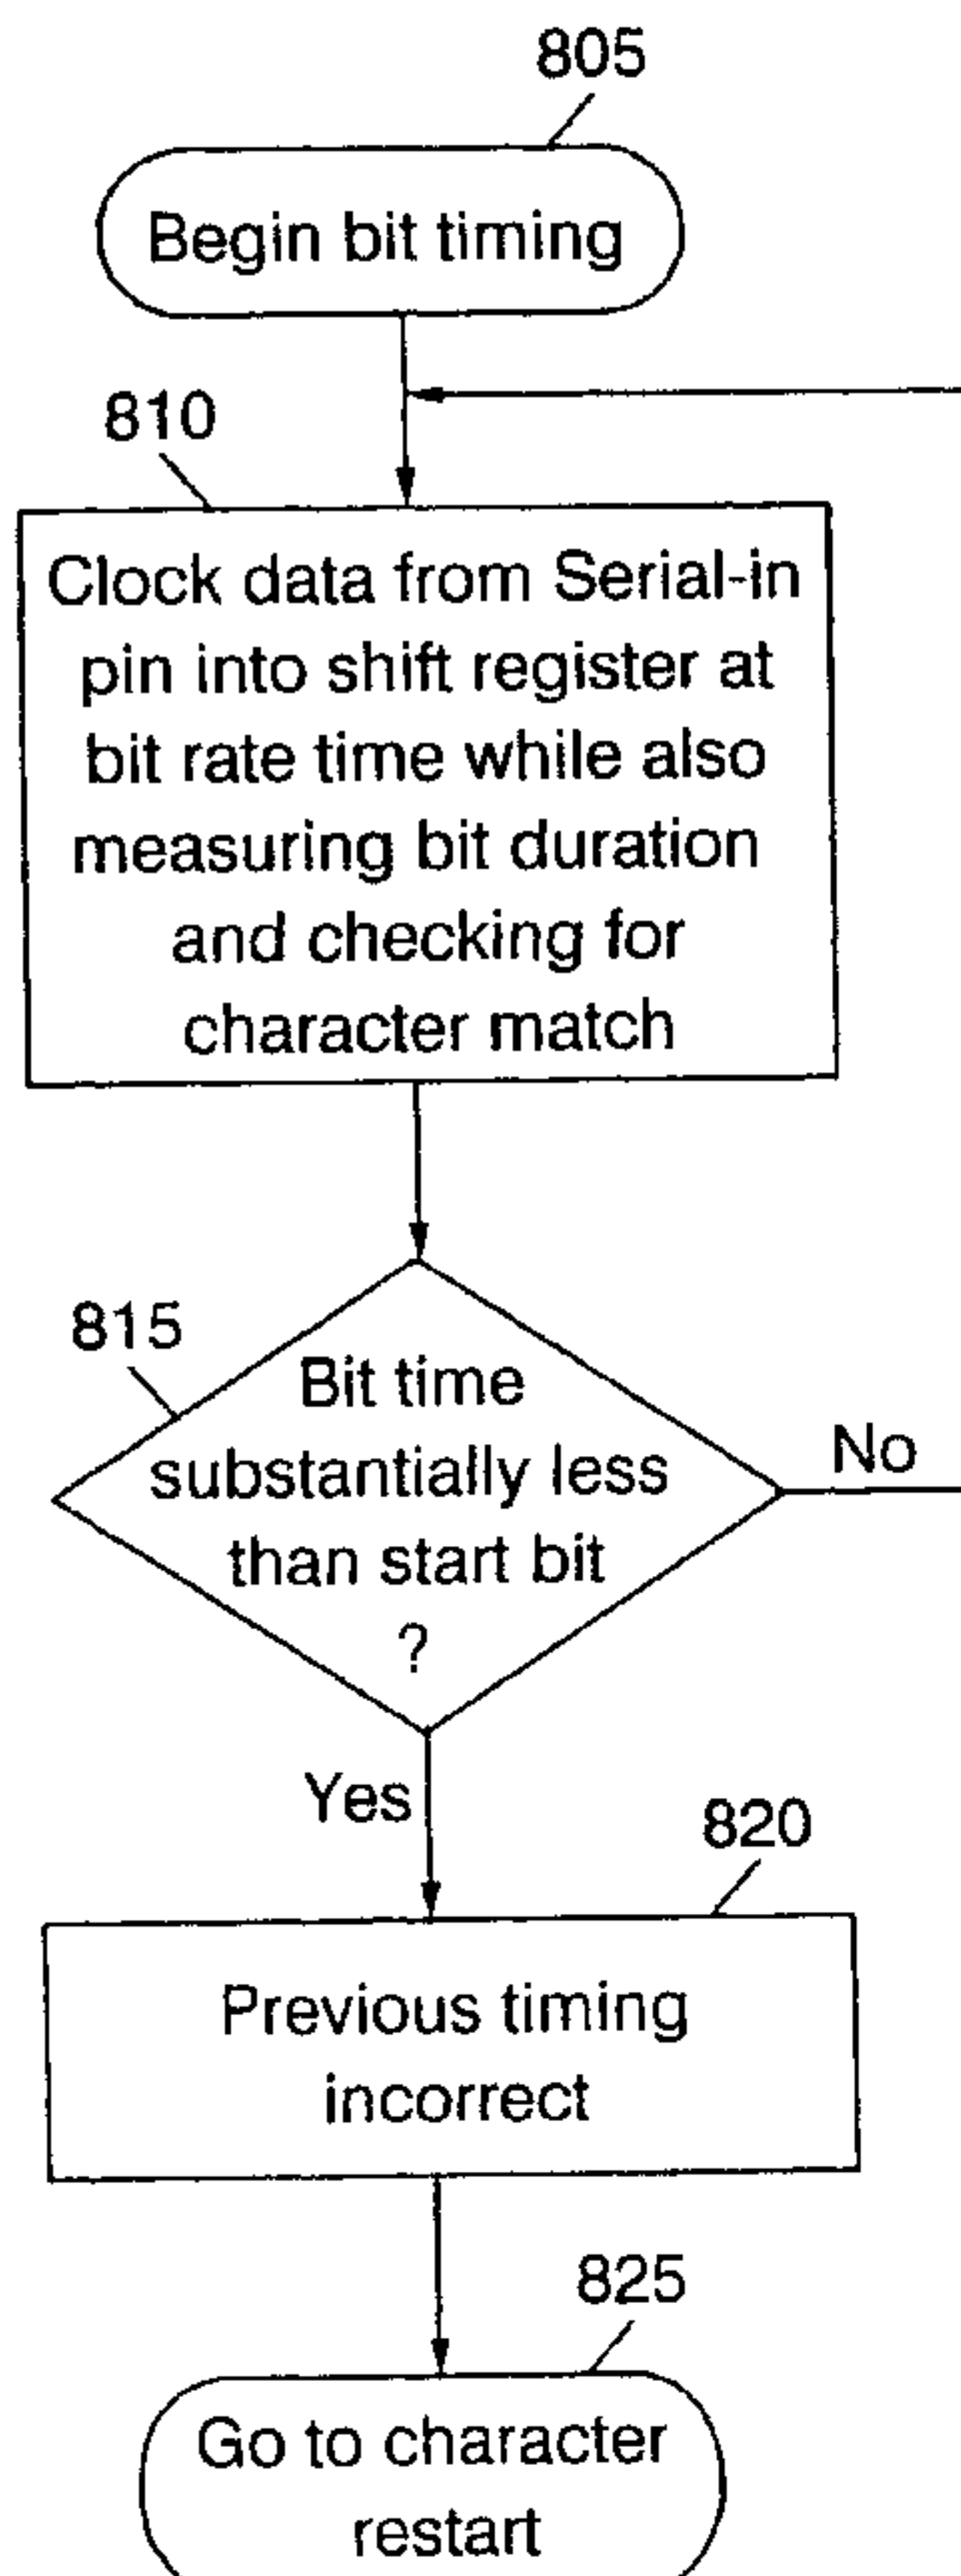 805
Begin bit timing
810
Clock data from Serial-in
pin into shift register at
bit rate time while also
measuring bit duration
and checking for
character match
815
Bit time
substantially less
than start bit
?
No
Yes
820
Previous timing
incorrect
825
Go to character
restart